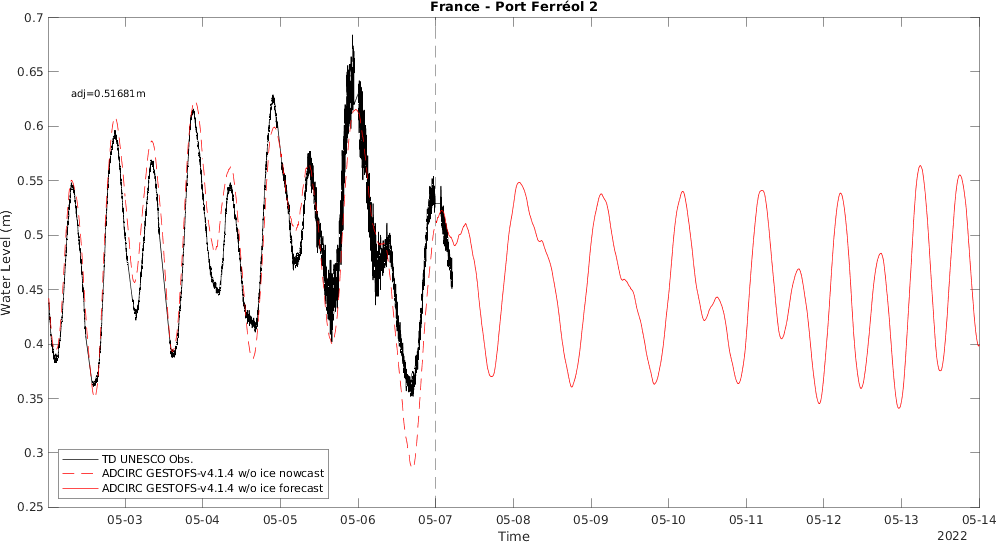 France - Port Ferréol 2
0.7
0.65
0.6
0.55
0.5
0.45
0.4
0.35
0.3
0.25
Water Level (m)
adj=0.51681m
TD UNESCO Obs.
ADCIRC GESTOFS-v4.1.4 w/o ice nowcast
ADCIRC GESTOFS-v4.1.4 w/o ice forecast
05-03 05-04 05-05 05-06 05-07 05-08 05-09 05-10 05-11 05-12 05-13 05-14
Time
2022